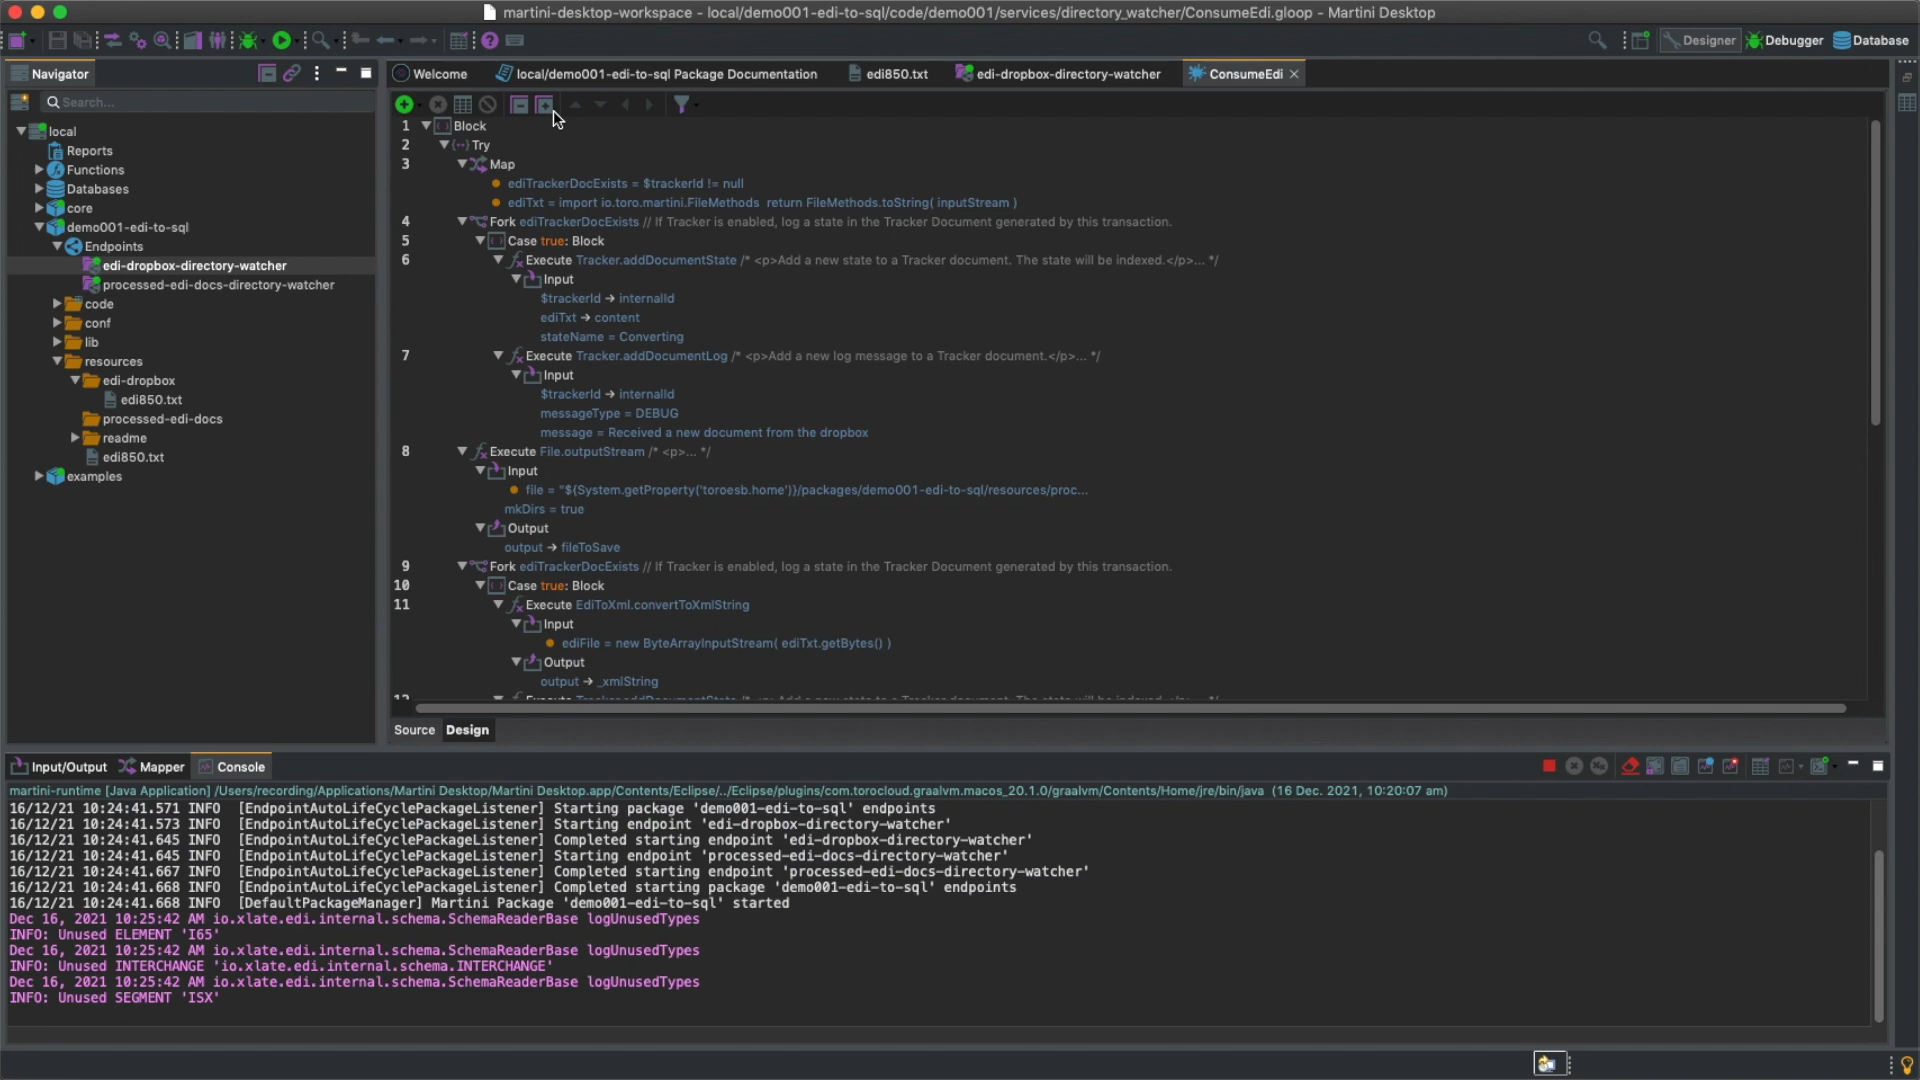 martini-desktop-workspace - local/demo001-edi-to-sql/code/demo001/services/directory_watcher/ConsumeEdi.gloop - Martini Desktop
Designer Debugger Database
Navigator
Welcome local/demo001-edi-to-sql Package Documentation edi850.txt edi-dropbox-directory-watcher ConsumeEdi
Search...
local
Reports
Functions
Databases
core
demo001-edi-to-sql
Endpoints
edi-dropbox-directory-watcher
processed-edi-docs-directory-watcher
code
conf
lib
resources
edi-dropbox
edi850.txt
processed-edi-docs
readme
edi850.txt
examples
1 Block
2 Try
3 Map
ediTrackerDocExists = $trackerId != null
ediTxt = import io.toro.martini.FileMethods return FileMethods.toString( inputStream )
4 Fork ediTrackerDocExists // If Tracker is enabled, log a state in the Tracker Document generated by this transaction.
5 Case true: Block
6 Execute Tracker.addDocumentState /* <p>Add a new state to a Tracker document. The state will be indexed.</p>... */
Input
$trackerId → internalId
ediTxt → content
stateName = Converting
7 Execute Tracker.addDocumentLog /* <p>Add a new log message to a Tracker document.</p>... */
Input
$trackerId → internalId
messageType = DEBUG
message = Received a new document from the dropbox
8 Execute File.outputStream /* <p>... */
Input
file = "${System.getProperty('toroesb.home')}/packages/demo001-edi-to-sql/resources/proc...
mkDirs = true
Output
output → fileToSave
9 Fork ediTrackerDocExists // If Tracker is enabled, log a state in the Tracker Document generated by this transaction.
10 Case true: Block
11 Execute EdiToXml.convertToXmlString
Input
ediFile = new ByteArrayInputStream( ediTxt.getBytes() )
Output
output → _xmlString
12 Execute Tracker.addDocumentState /* <p>Add a new state to a Tracker document. The state will be indexed.</p>... */
Source Design
Input/Output Mapper Console
martini-runtime [Java Application] /Users/recording/Applications/Martini Desktop/Martini Desktop.app/Contents/Eclipse/../Eclipse/plugins/com.torocloud.graalvm.macos_20.1.0/graalvm/Contents/Home/jre/bin/java (16 Dec. 2021, 10:20:07 am)
16/12/21 10:24:41.571 INFO [EndpointAutoLifeCyclePackageListener] Starting package 'demo001-edi-to-sql' endpoints
16/12/21 10:24:41.573 INFO [EndpointAutoLifeCyclePackageListener] Starting endpoint 'edi-dropbox-directory-watcher'
16/12/21 10:24:41.645 INFO [EndpointAutoLifeCyclePackageListener] Completed starting endpoint 'edi-dropbox-directory-watcher'
16/12/21 10:24:41.645 INFO [EndpointAutoLifeCyclePackageListener] Starting endpoint 'processed-edi-docs-directory-watcher'
16/12/21 10:24:41.667 INFO [EndpointAutoLifeCyclePackageListener] Completed starting endpoint 'processed-edi-docs-directory-watcher'
16/12/21 10:24:41.668 INFO [EndpointAutoLifeCyclePackageListener] Completed starting package 'demo001-edi-to-sql' endpoints
16/12/21 10:24:41.668 INFO [DefaultPackageManager] Martini Package 'demo001-edi-to-sql' started
Dec 16, 2021 10:25:42 AM io.xlate.edi.internal.schema.SchemaReaderBase logUnusedTypes
INFO: Unused ELEMENT 'I65'
Dec 16, 2021 10:25:42 AM io.xlate.edi.internal.schema.SchemaReaderBase logUnusedTypes
INFO: Unused INTERCHANGE 'io.xlate.edi.internal.schema.INTERCHANGE'
Dec 16, 2021 10:25:42 AM io.xlate.edi.internal.schema.SchemaReaderBase logUnusedTypes
INFO: Unused SEGMENT 'ISX'